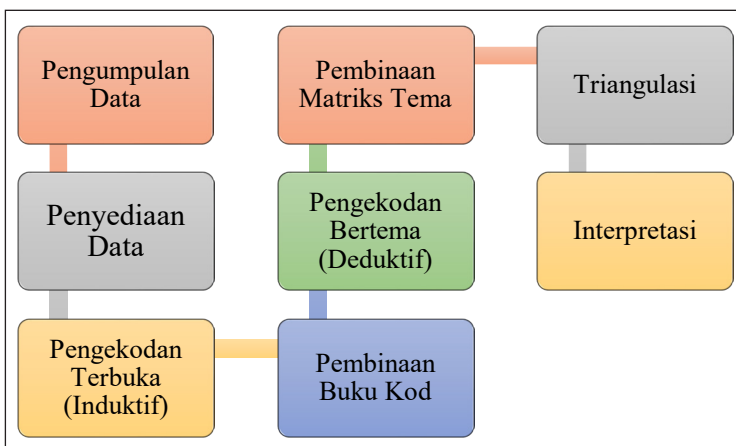 Pengumpulan
Data
Penyediaan
Data
Pengekodan
Terbuka
(Induktif)
Pembinaan
Buku Kod
Pengekodan
Bertema
(Deduktif)
Pembinaan
Matriks Tema
Triangulasi
Interpretasi